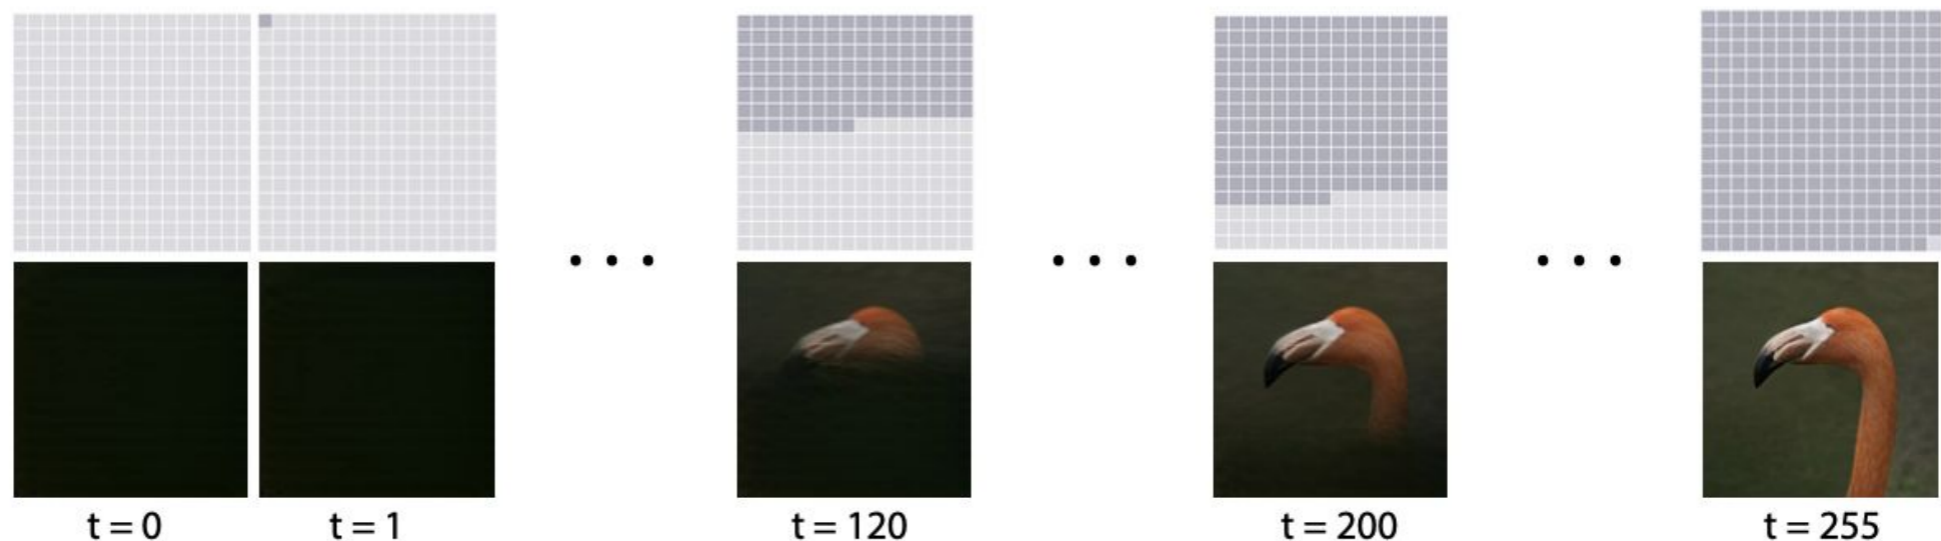 t = 0
t = 1
t = 120
t = 200
t = 255